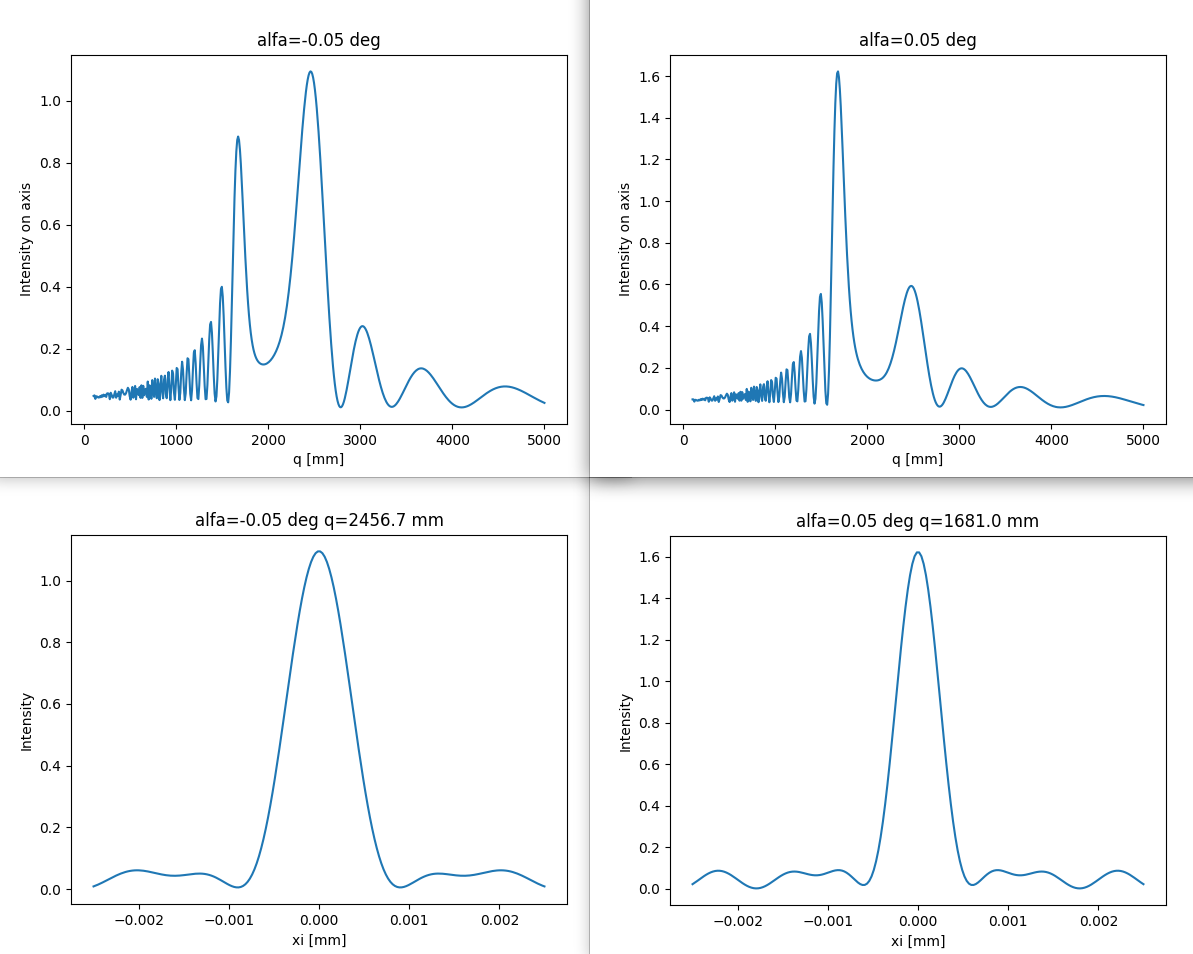 alfa=-0.05 deg
Intensity on axis
1.0
0.8
0.6
0.4
0.2
0.0
0 1000 2000 3000 4000 5000
q [mm]
alfa=0.05 deg
Intensity on axis
1.6
1.4
1.2
1.0
0.8
0.6
0.4
0.2
0.0
0 1000 2000 3000 4000 5000
q [mm]
alfa=-0.05 deg q=2456.7 mm
Intensity
1.0
0.8
0.6
0.4
0.2
0.0
−0.002 −0.001 0.000 0.001 0.002
xi [mm]
alfa=0.05 deg q=1681.0 mm
Intensity
1.6
1.4
1.2
1.0
0.8
0.6
0.4
0.2
0.0
−0.002 −0.001 0.000 0.001 0.002
xi [mm]